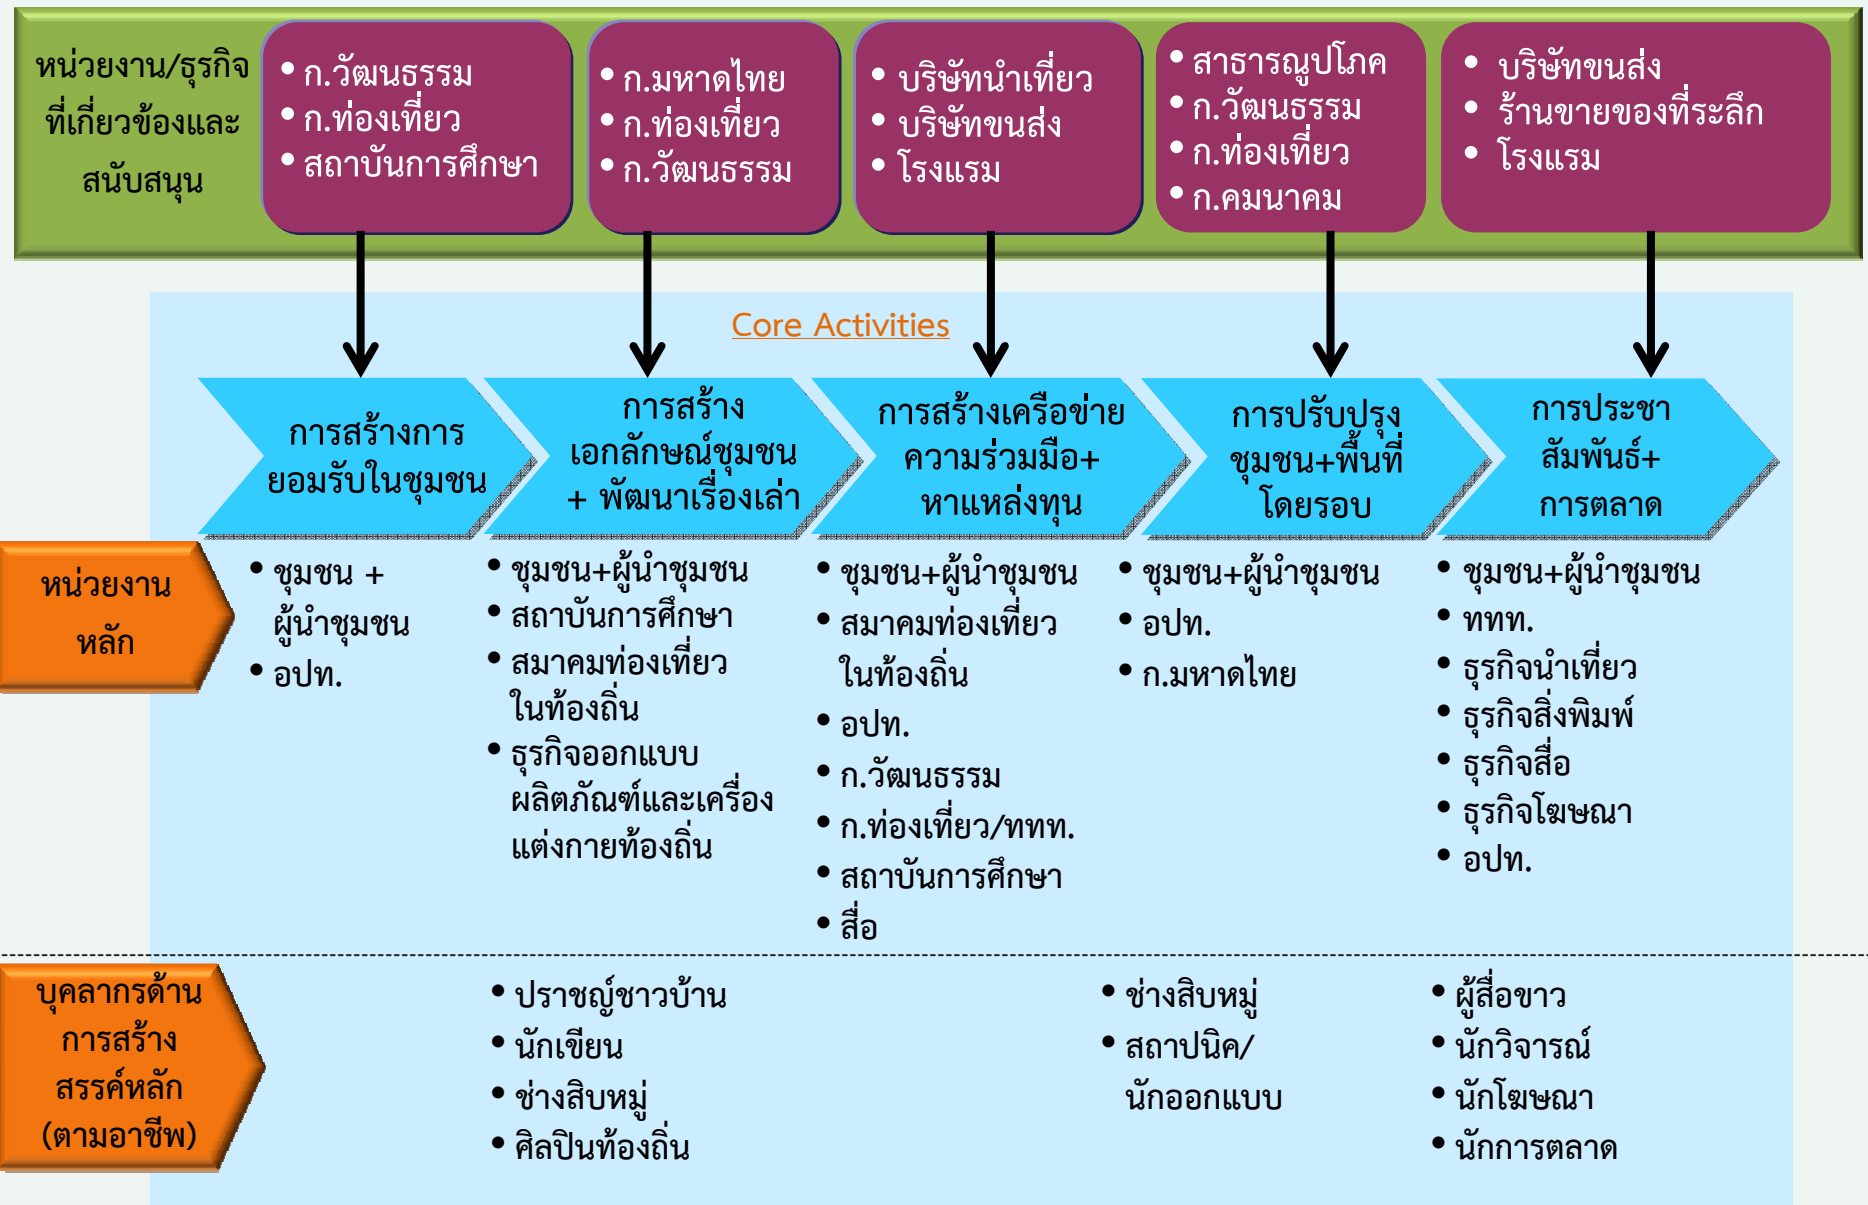 หน่วยงาน/ธุรกิจ
ที่เกี่ยวข้องและ
สนับสนุน
• ก.วัฒนธรรม
• ก.ท่องเที่ยว
• สถาบันการศึกษา
• ก.มหาดไทย
• ก.ท่องเที่ยว
• ก.วัฒนธรรม
• บริษัทนำเที่ยว
• บริษัทขนส่ง
• โรงแรม
• สาธารณูปโภค
• ก.วัฒนธรรม
• ก.ท่องเที่ยว
• ก.คมนาคม
• บริษัทขนส่ง
• ร้านขายของที่ระลึก
• โรงแรม
Core Activities
การสร้างการ
ยอมรับในชุมชน
การสร้าง
เอกลักษณ์ชุมชน
+ พัฒนาเรื่องเล่า
การสร้างเครือข่าย
ความร่วมมือ+
หาแหล่งทุน
การปรับปรุง
ชุมชน+พื้นที่
โดยรอบ
การประชา
สัมพันธ์+
การตลาด
หน่วยงาน
หลัก
• ชุมชน +
ผู้นำชุมชน
• อปท.
• ชุมชน+ผู้นำชุมชน
• สถาบันการศึกษา
• สมาคมท่องเที่ยว
ในท้องถิ่น
• ธุรกิจออกแบบ
ผลิตภัณฑ์และเครื่อง
แต่งกายท้องถิ่น
• ชุมชน+ผู้นำชุมชน
• สมาคมท่องเที่ยว
ในท้องถิ่น
• อปท.
• ก.วัฒนธรรม
• ก.ท่องเที่ยว/ททท.
• สถาบันการศึกษา
• สื่อ
• ชุมชน+ผู้นำชุมชน
• อปท.
• ก.มหาดไทย
• ชุมชน+ผู้นำชุมชน
• ททท.
• ธุรกิจนำเที่ยว
• ธุรกิจสิ่งพิมพ์
• ธุรกิจสื่อ
• ธุรกิจโฆษณา
• อปท.
บุคลากรด้าน
การสร้าง
สรรค์หลัก
(ตามอาชีพ)
• ปราชญ์ชาวบ้าน
• นักเขียน
• ช่างสิบหมู่
• ศิลปินท้องถิ่น
• ช่างสิบหมู่
• สถาปนิค/
นักออกแบบ
• ผู้สื่อขาว
• นักวิจารณ์
• นักโฆษณา
• นักการตลาด